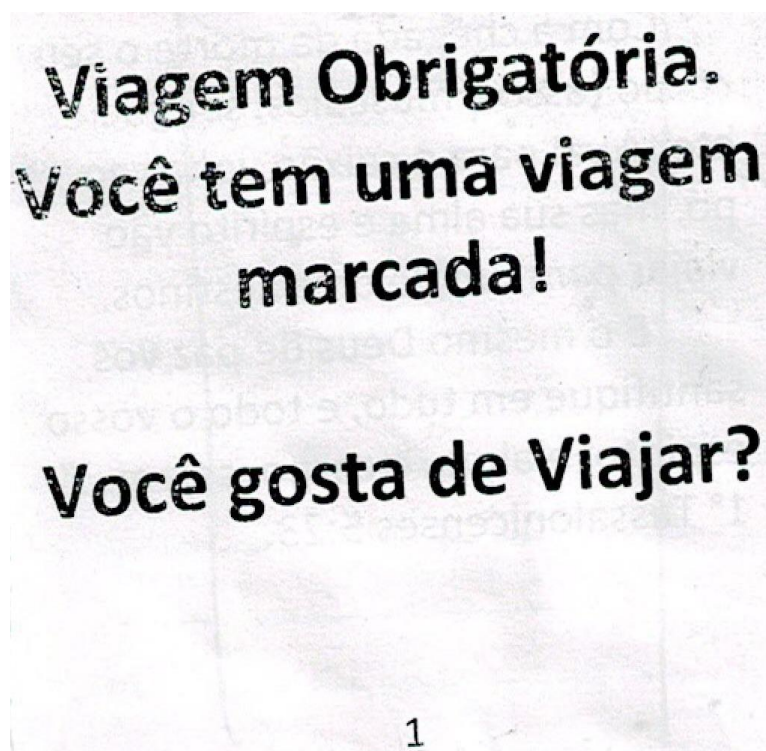 Viagem Obrigatória.
Você tem uma viagem
marcada!
Você gosta de Viajar?
1